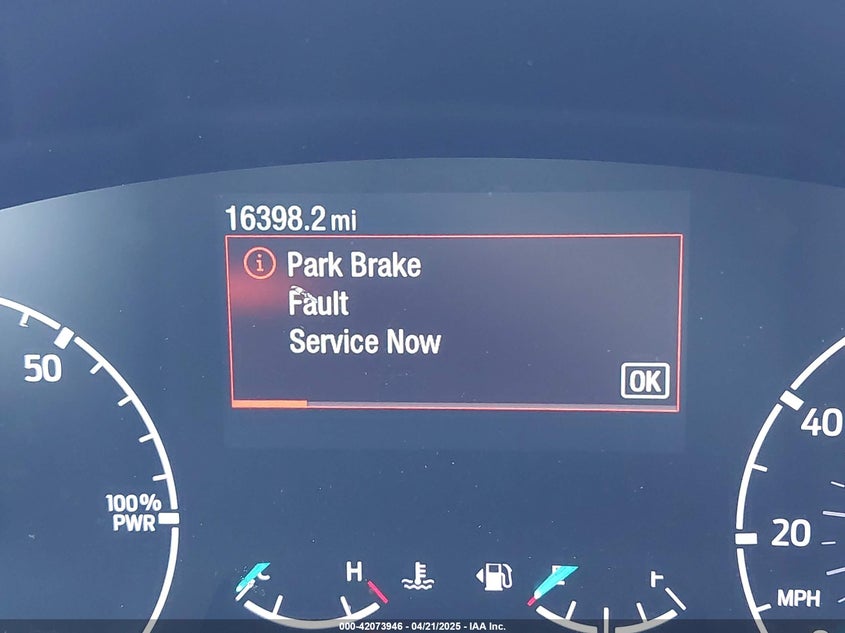 16398.2 mi
Park Brake
Fault
Service Now
OK
50
40
100%
PWR
20
H
E
MPH
000-42073946 - 04/21/2025 - IAA Inc.